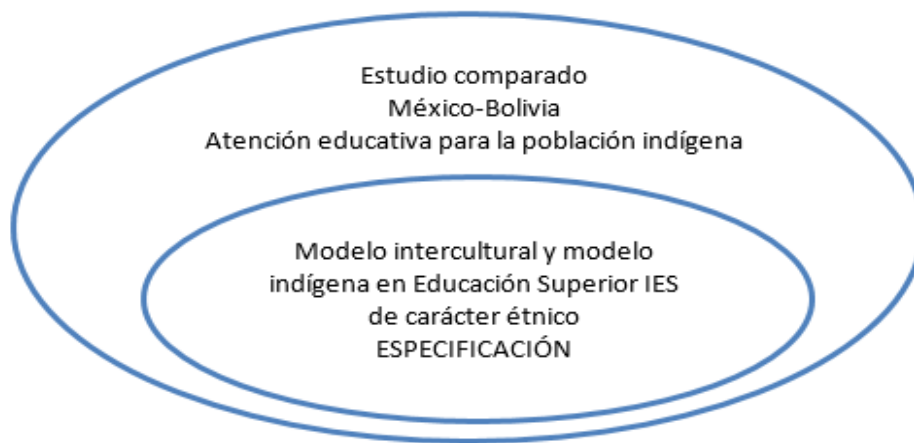 Estudio comparado
México-Bolivia
Atención educativa para la población indígena
Modelo intercultural y modelo
indígena en Educación Superior IES
de carácter étnico
ESPECIFICACIÓN